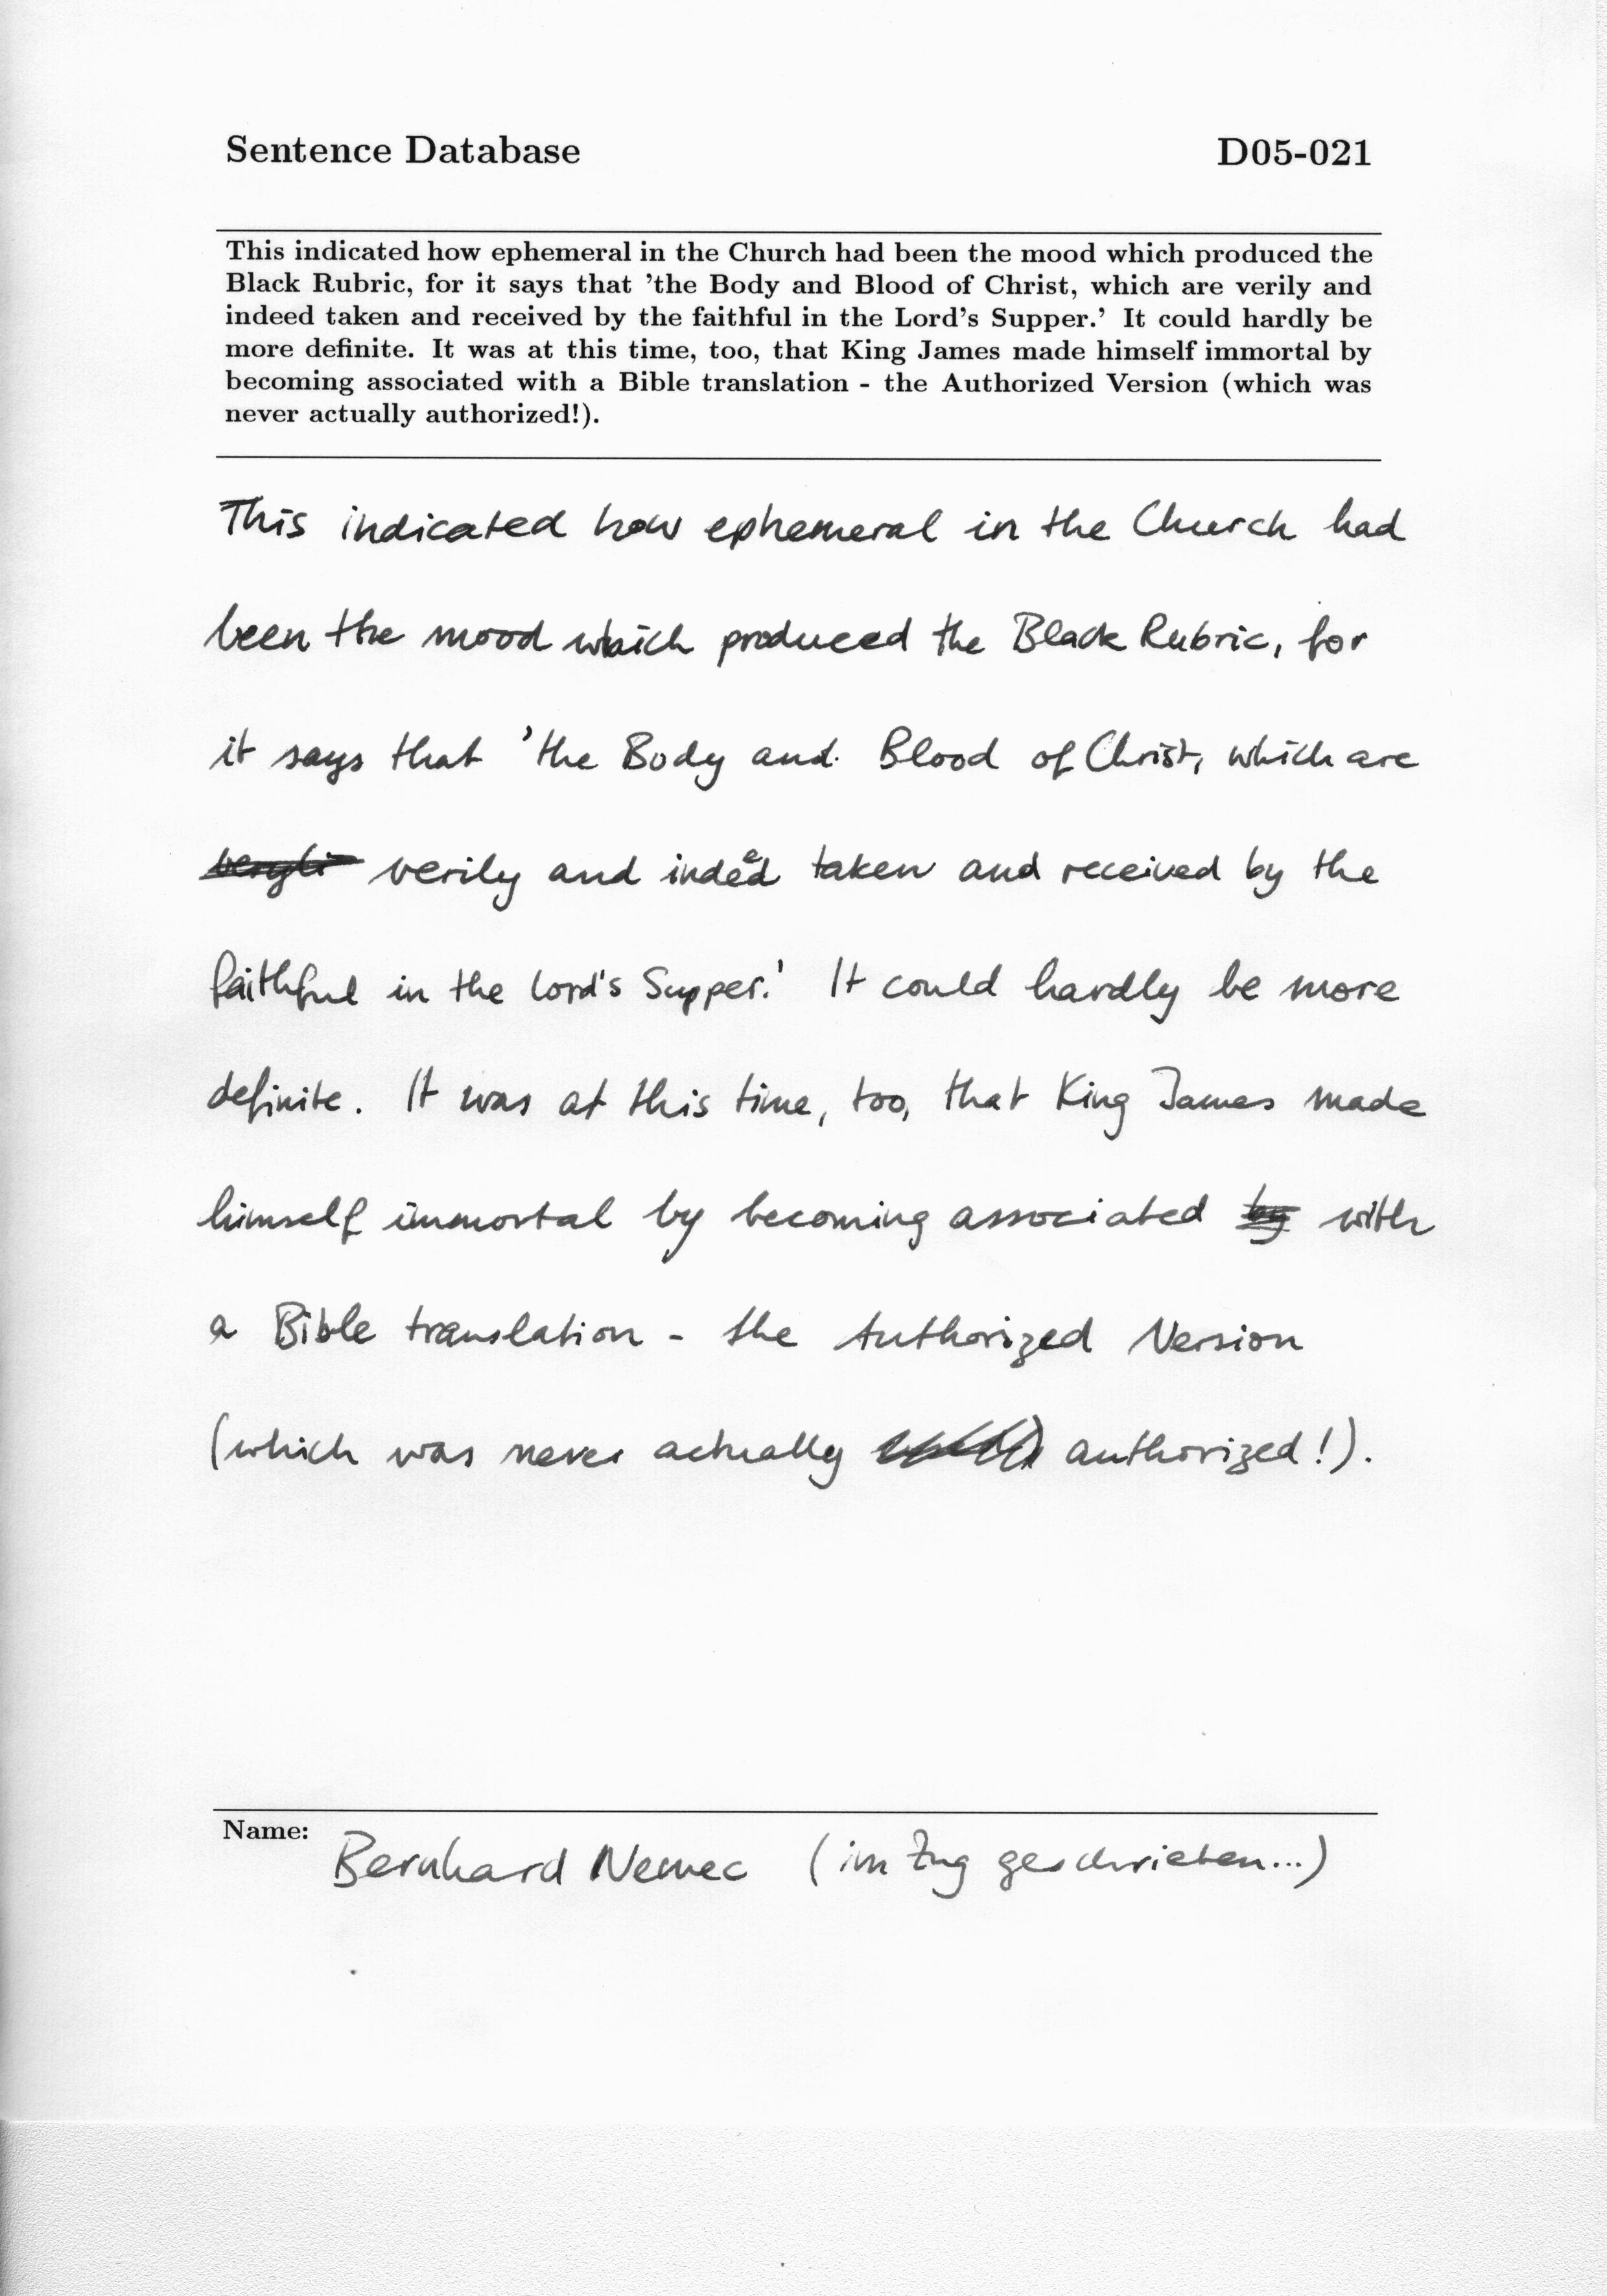 Sentence Database D05-021
This indicated how ephemeral in the Church had been the mood which produced the
Black Rubric, for it says that 'the Body and Blood of Christ, which are verily and
indeed taken and received by the faithful in the Lord's Supper.' It could hardly be
more definite. It was at this time, too, that King James made himself immortal by
becoming associated with a Bible translation - the Authorized Version (which was
never actually authorized!).
This indicated how ephemeral in the Church had
been the mood which produced the Black Rubric, for
it says that 'the Body and Blood of Christ, which are
verily and indeed taken and received by the
faithful in the Lord's Supper.' It could hardly be more
definite. It was at this time, too, that King James made
himself immortal by becoming associated by with
a Bible translation - the Authorized Version
(which was never actually authorized!).
Name: Bernhard Nemec (im Zug geschrieben...)